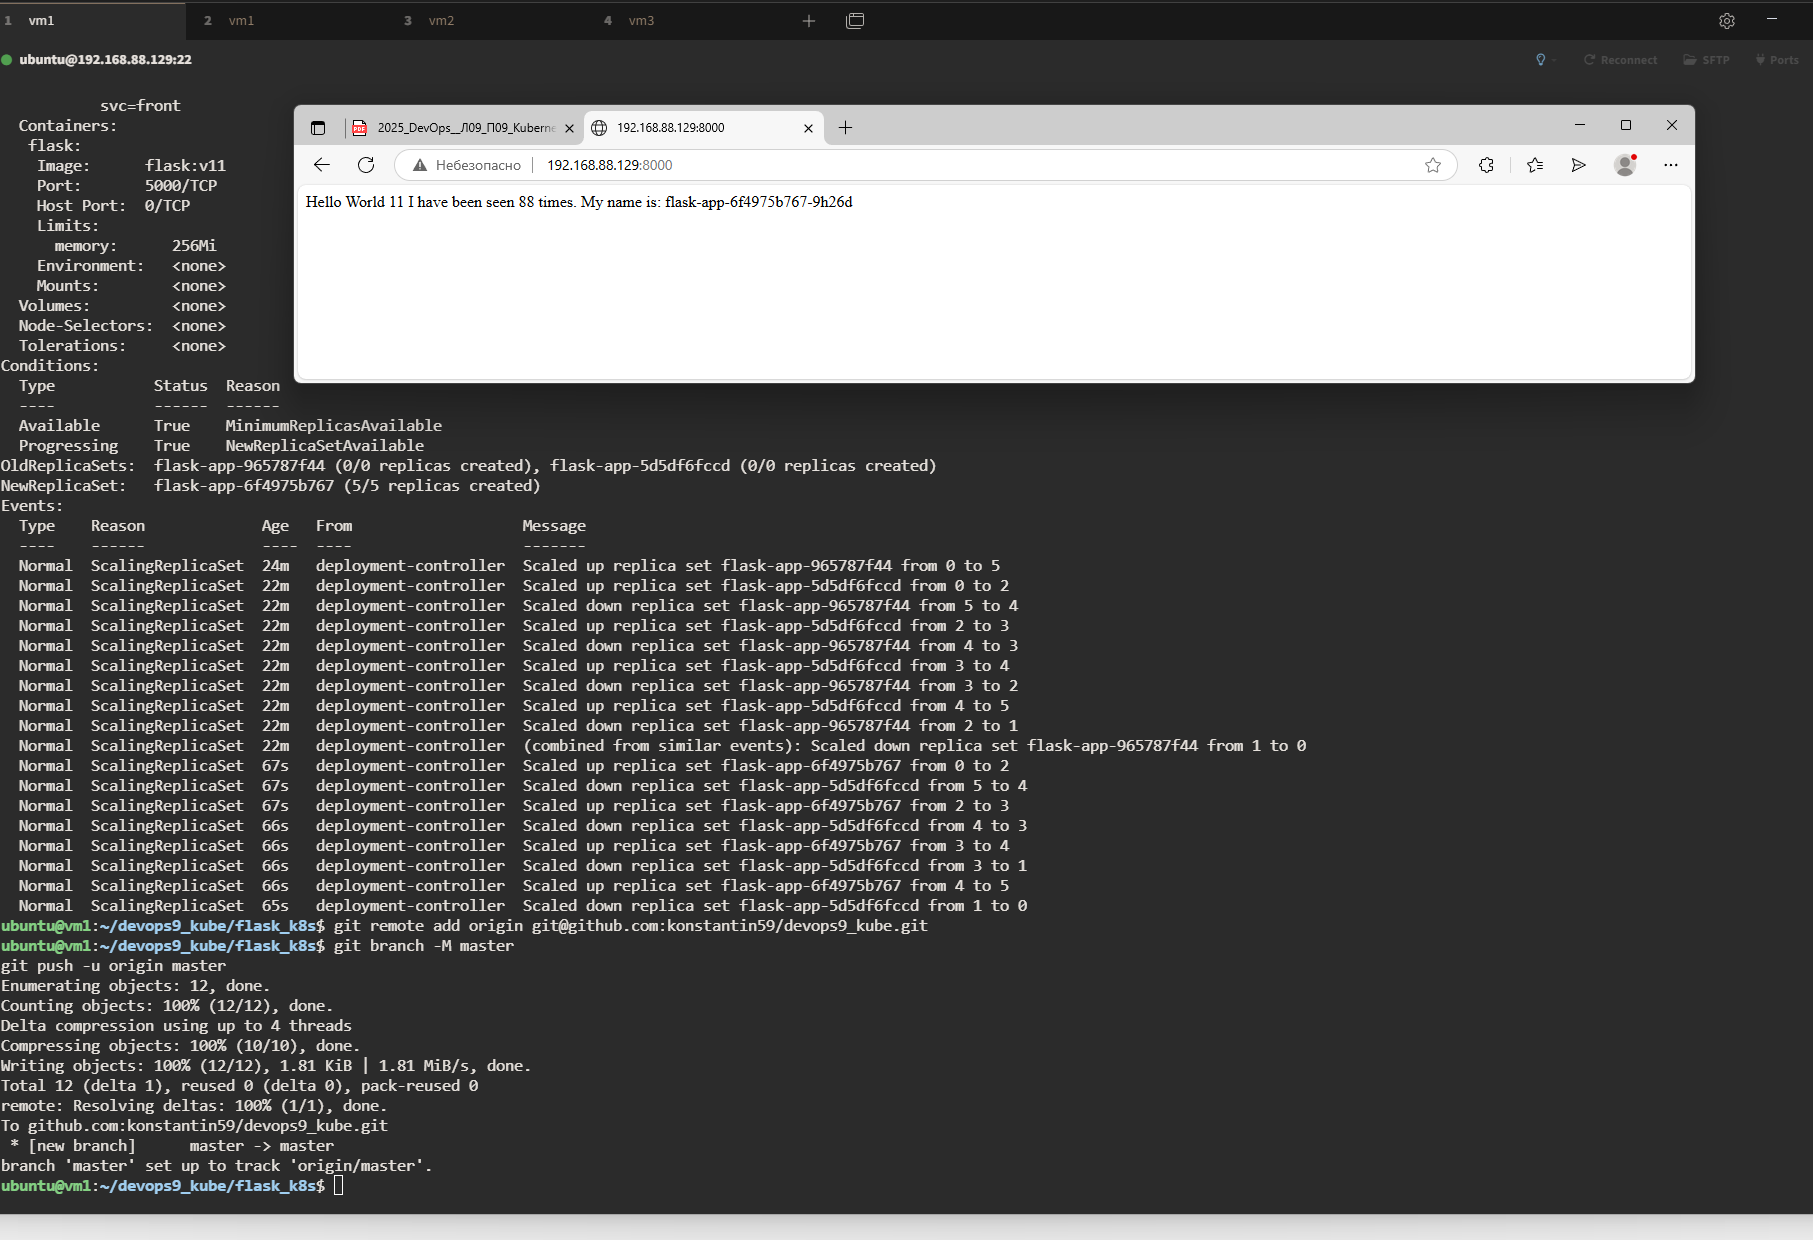 1 vm1 2 vm1 3 vm2 4 vm3
ubuntu@192.168.88.129:22 Reconnect SFTP Ports
2025_DevOps__Л09_П09_Kuberne 192.168.88.129:8000
Небезопасно 192.168.88.129:8000
Hello World 11 I have been seen 88 times. My name is: flask-app-6f4975b767-9h26d
svc=front
Containers:
flask:
Image: flask:v11
Port: 5000/TCP
Host Port: 0/TCP
Limits:
memory: 256Mi
Environment: <none>
Mounts: <none>
Volumes: <none>
Node-Selectors: <none>
Tolerations: <none>
Conditions:
Type Status Reason
---- ------ ------
Available True MinimumReplicasAvailable
Progressing True NewReplicaSetAvailable
OldReplicaSets: flask-app-965787f44 (0/0 replicas created), flask-app-5d5df6fccd (0/0 replicas created)
NewReplicaSet: flask-app-6f4975b767 (5/5 replicas created)
Events:
Type Reason Age From Message
---- ------ ---- ---- -------
Normal ScalingReplicaSet 24m deployment-controller Scaled up replica set flask-app-965787f44 from 0 to 5
Normal ScalingReplicaSet 22m deployment-controller Scaled up replica set flask-app-5d5df6fccd from 0 to 2
Normal ScalingReplicaSet 22m deployment-controller Scaled down replica set flask-app-965787f44 from 5 to 4
Normal ScalingReplicaSet 22m deployment-controller Scaled up replica set flask-app-5d5df6fccd from 2 to 3
Normal ScalingReplicaSet 22m deployment-controller Scaled down replica set flask-app-965787f44 from 4 to 3
Normal ScalingReplicaSet 22m deployment-controller Scaled up replica set flask-app-5d5df6fccd from 3 to 4
Normal ScalingReplicaSet 22m deployment-controller Scaled down replica set flask-app-965787f44 from 3 to 2
Normal ScalingReplicaSet 22m deployment-controller Scaled up replica set flask-app-5d5df6fccd from 4 to 5
Normal ScalingReplicaSet 22m deployment-controller Scaled down replica set flask-app-965787f44 from 2 to 1
Normal ScalingReplicaSet 22m deployment-controller (combined from similar events): Scaled down replica set flask-app-965787f44 from 1 to 0
Normal ScalingReplicaSet 67s deployment-controller Scaled up replica set flask-app-6f4975b767 from 0 to 2
Normal ScalingReplicaSet 67s deployment-controller Scaled down replica set flask-app-5d5df6fccd from 5 to 4
Normal ScalingReplicaSet 67s deployment-controller Scaled up replica set flask-app-6f4975b767 from 2 to 3
Normal ScalingReplicaSet 66s deployment-controller Scaled down replica set flask-app-5d5df6fccd from 4 to 3
Normal ScalingReplicaSet 66s deployment-controller Scaled up replica set flask-app-6f4975b767 from 3 to 4
Normal ScalingReplicaSet 66s deployment-controller Scaled down replica set flask-app-5d5df6fccd from 3 to 1
Normal ScalingReplicaSet 66s deployment-controller Scaled up replica set flask-app-6f4975b767 from 4 to 5
Normal ScalingReplicaSet 65s deployment-controller Scaled down replica set flask-app-5d5df6fccd from 1 to 0
ubuntu@vm1:~/devops9_kube/flask_k8s$ git remote add origin git@github.com:konstantin59/devops9_kube.git
ubuntu@vm1:~/devops9_kube/flask_k8s$ git branch -M master
git push -u origin master
Enumerating objects: 12, done.
Counting objects: 100% (12/12), done.
Delta compression using up to 4 threads
Compressing objects: 100% (10/10), done.
Writing objects: 100% (12/12), 1.81 KiB | 1.81 MiB/s, done.
Total 12 (delta 1), reused 0 (delta 0), pack-reused 0
remote: Resolving deltas: 100% (1/1), done.
To github.com:konstantin59/devops9_kube.git
* [new branch] master -> master
branch 'master' set up to track 'origin/master'.
ubuntu@vm1:~/devops9_kube/flask_k8s$